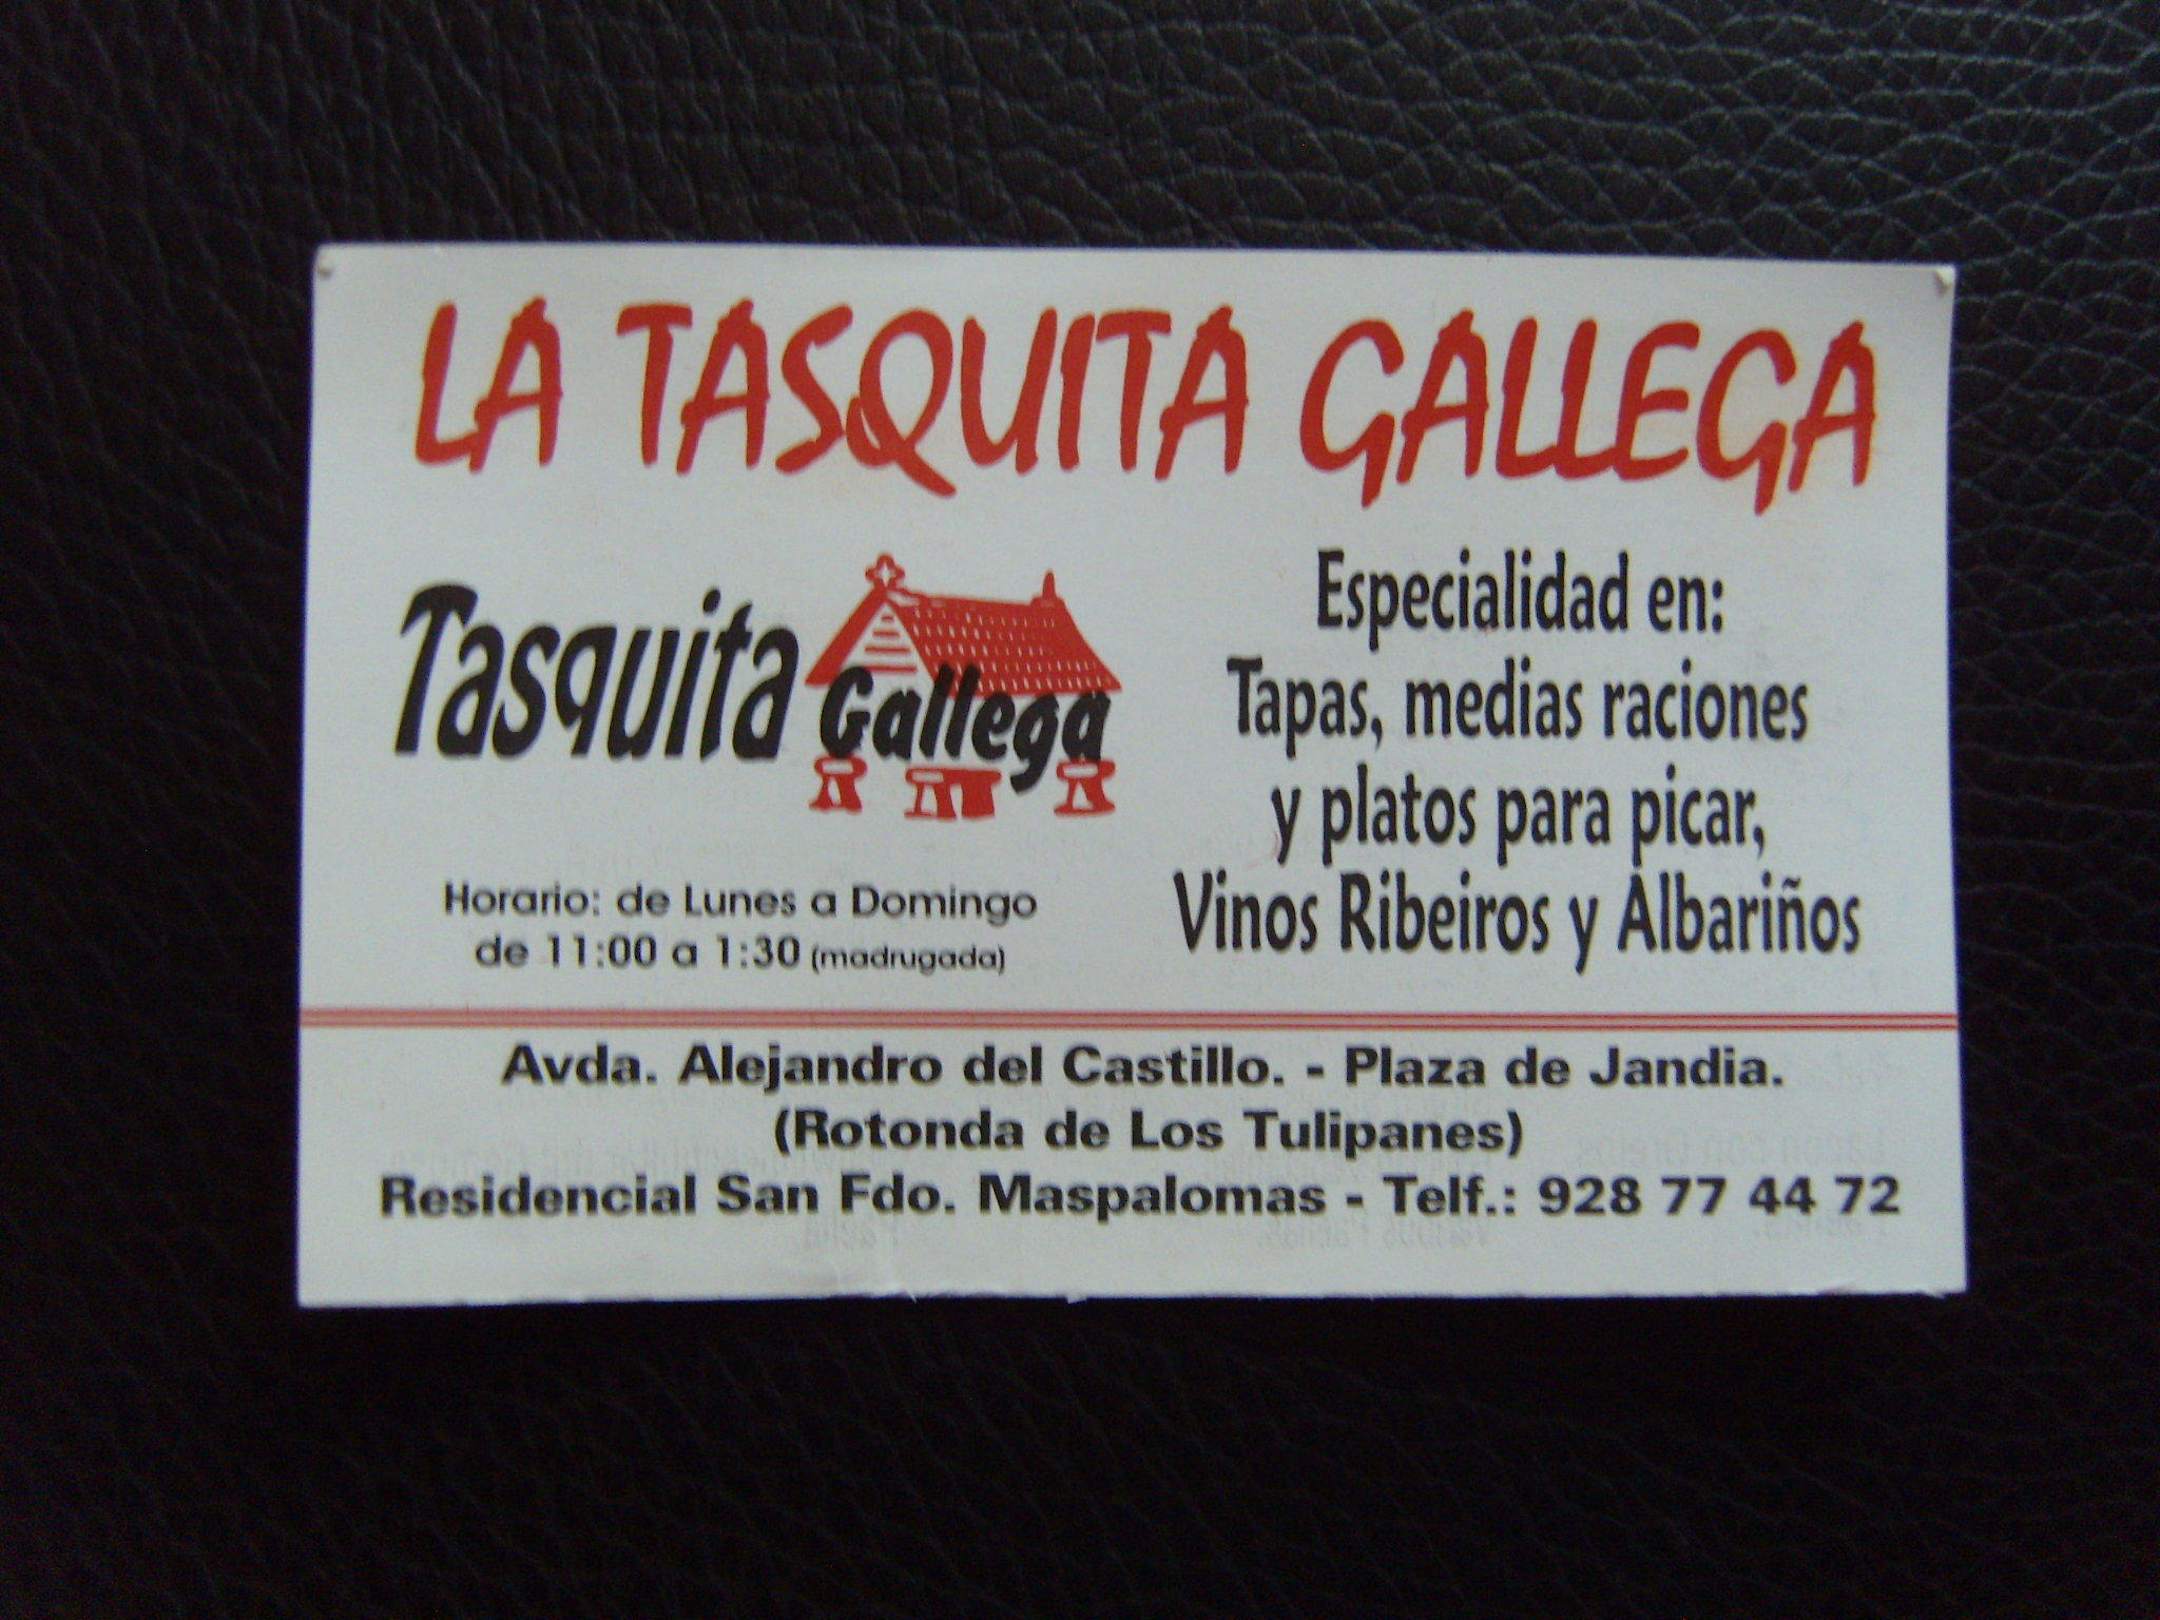 LA TASQUITA GALLEGA
Tasquita Gallega
Especialidad en:
Tapas, medias raciones
y platos para picar,
Vinos Ribeiros y Albariños
Horario: de Lunes a Domingo
de 11:00 a 1:30 (madrugada)
Avda. Alejandro del Castillo. - Plaza de Jandia.
(Rotonda de Los Tulipanes)
Residencial San Fdo. Maspalomas - Telf.: 928 77 44 72